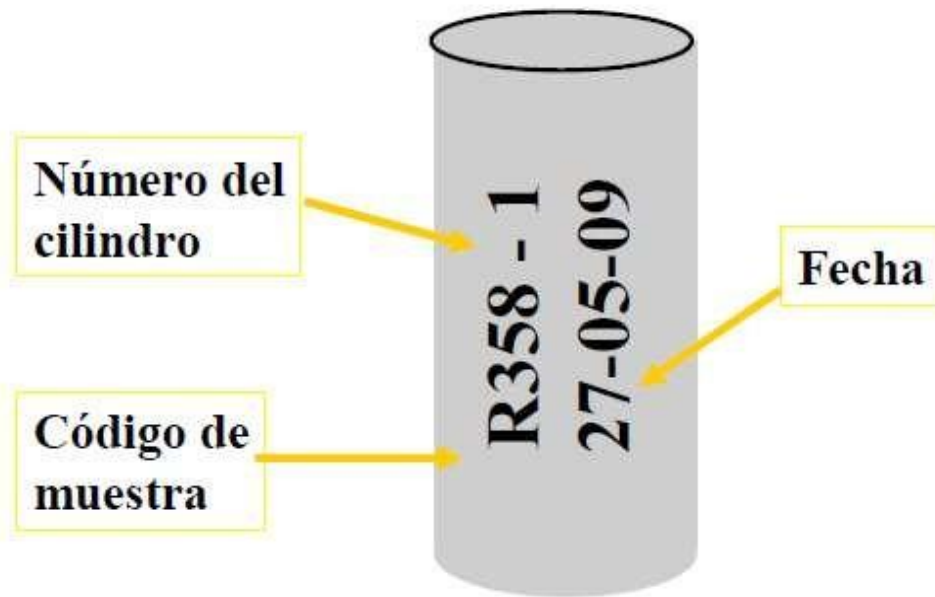 Número del
cilindro
R358 - 1
27-05-09
Fecha
Código de
muestra